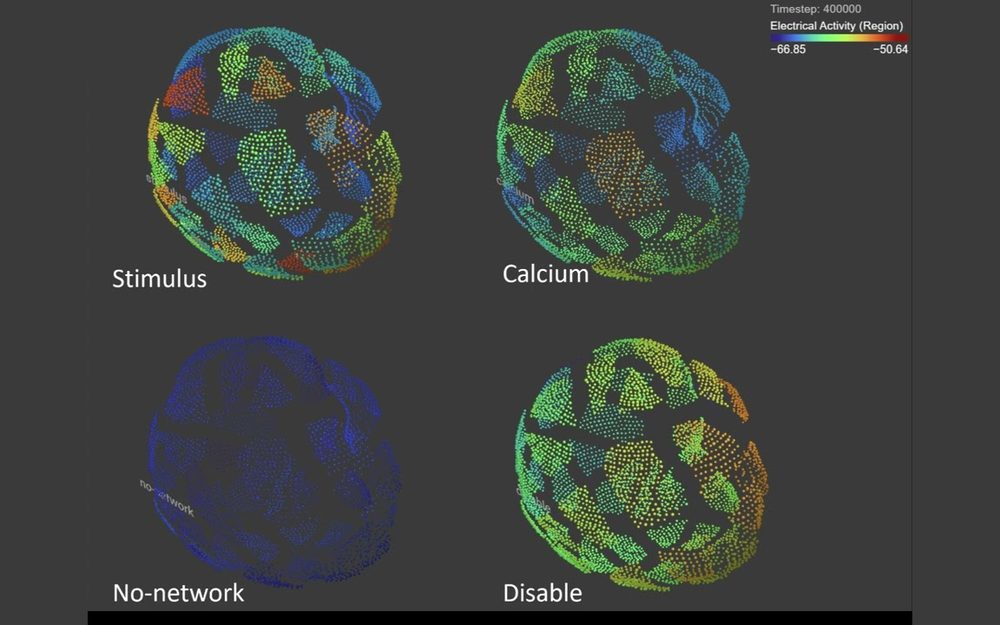 Timestep: 400000
Electrical Activity (Region)
−66.85 −50.64
Stimulus
Calcium
no-network
No-network
Disable